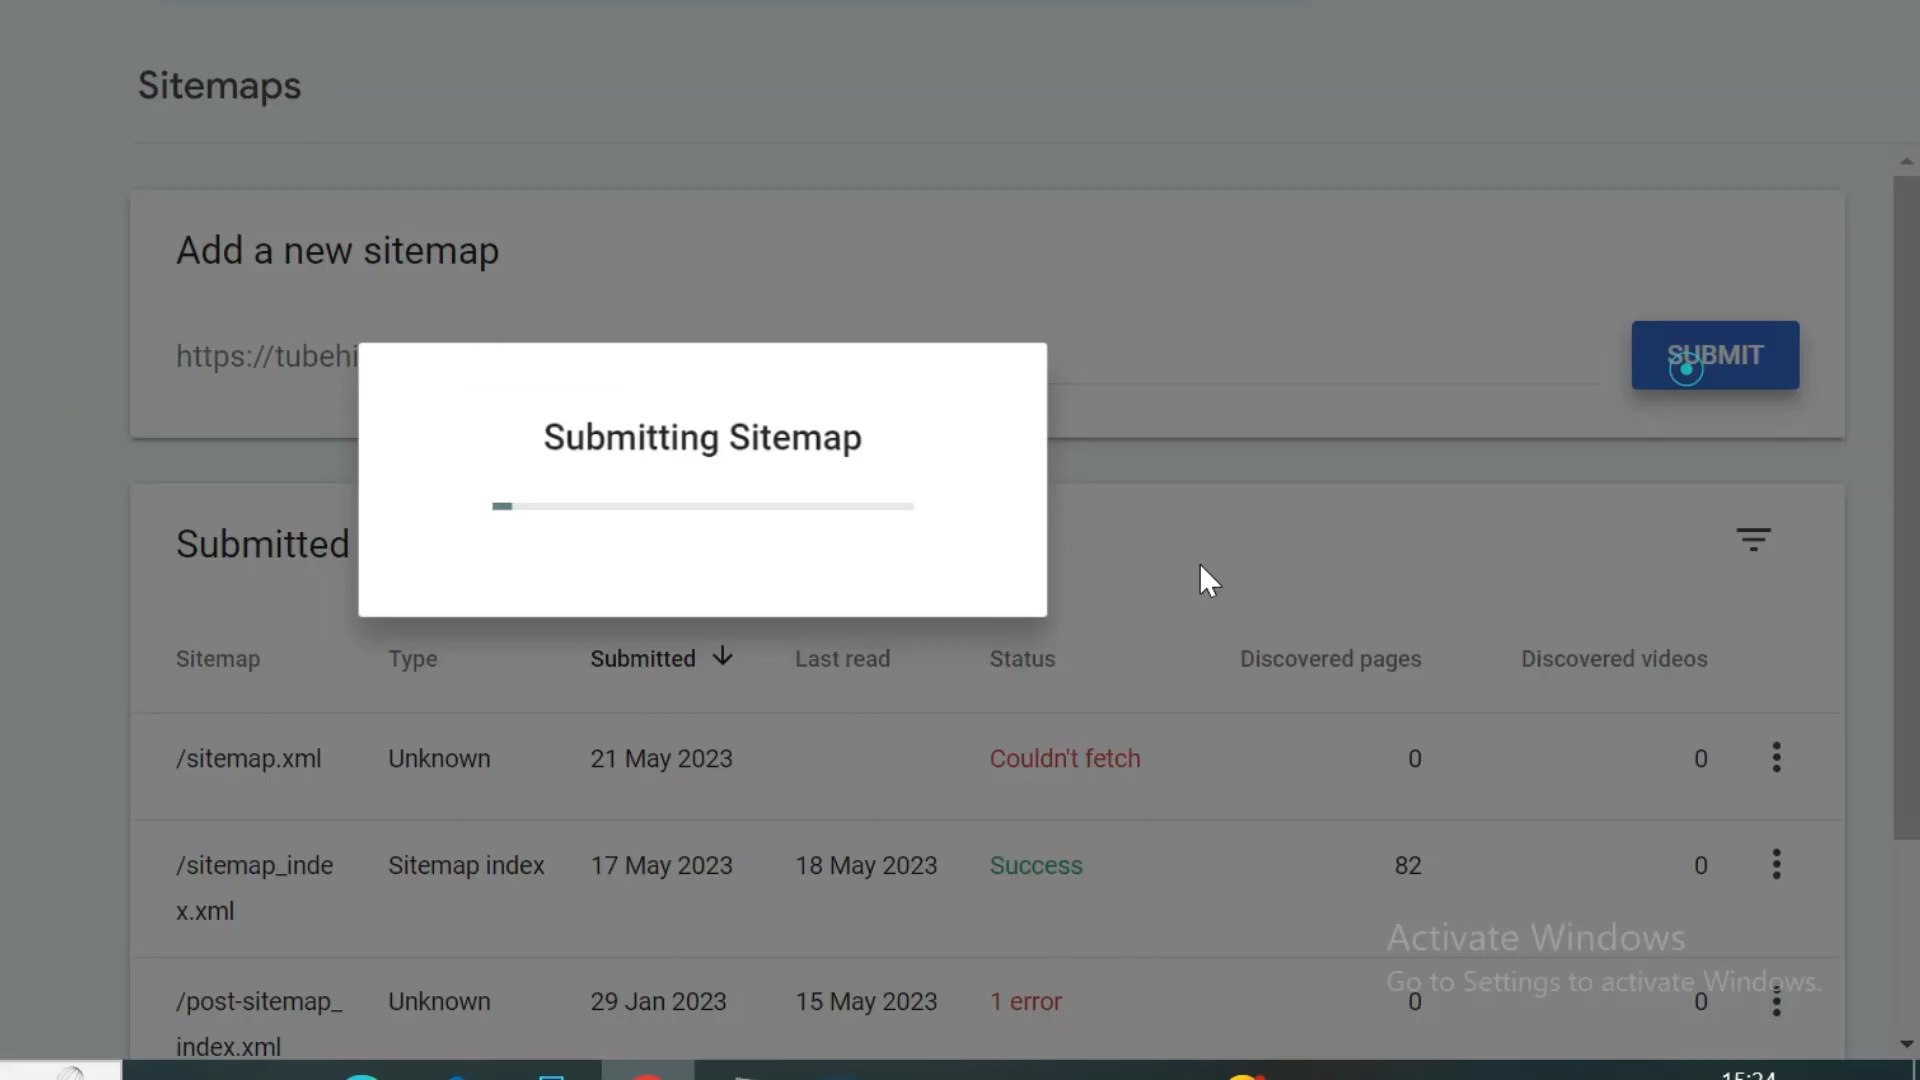 Sitemaps
Add a new sitemap
https://tubehi
SUBMIT
Submitting Sitemap
Submitted
Sitemap Type Submitted Last read Status Discovered pages Discovered videos
/sitemap.xml Unknown 21 May 2023 Couldn't fetch 0 0
/sitemap_inde Sitemap index 17 May 2023 18 May 2023 Success 82 0
x.xml
Activate Windows
Go to Settings to activate Windows.
/post-sitemap_ Unknown 29 Jan 2023 15 May 2023 1 error 0 0
index.xml
15:24